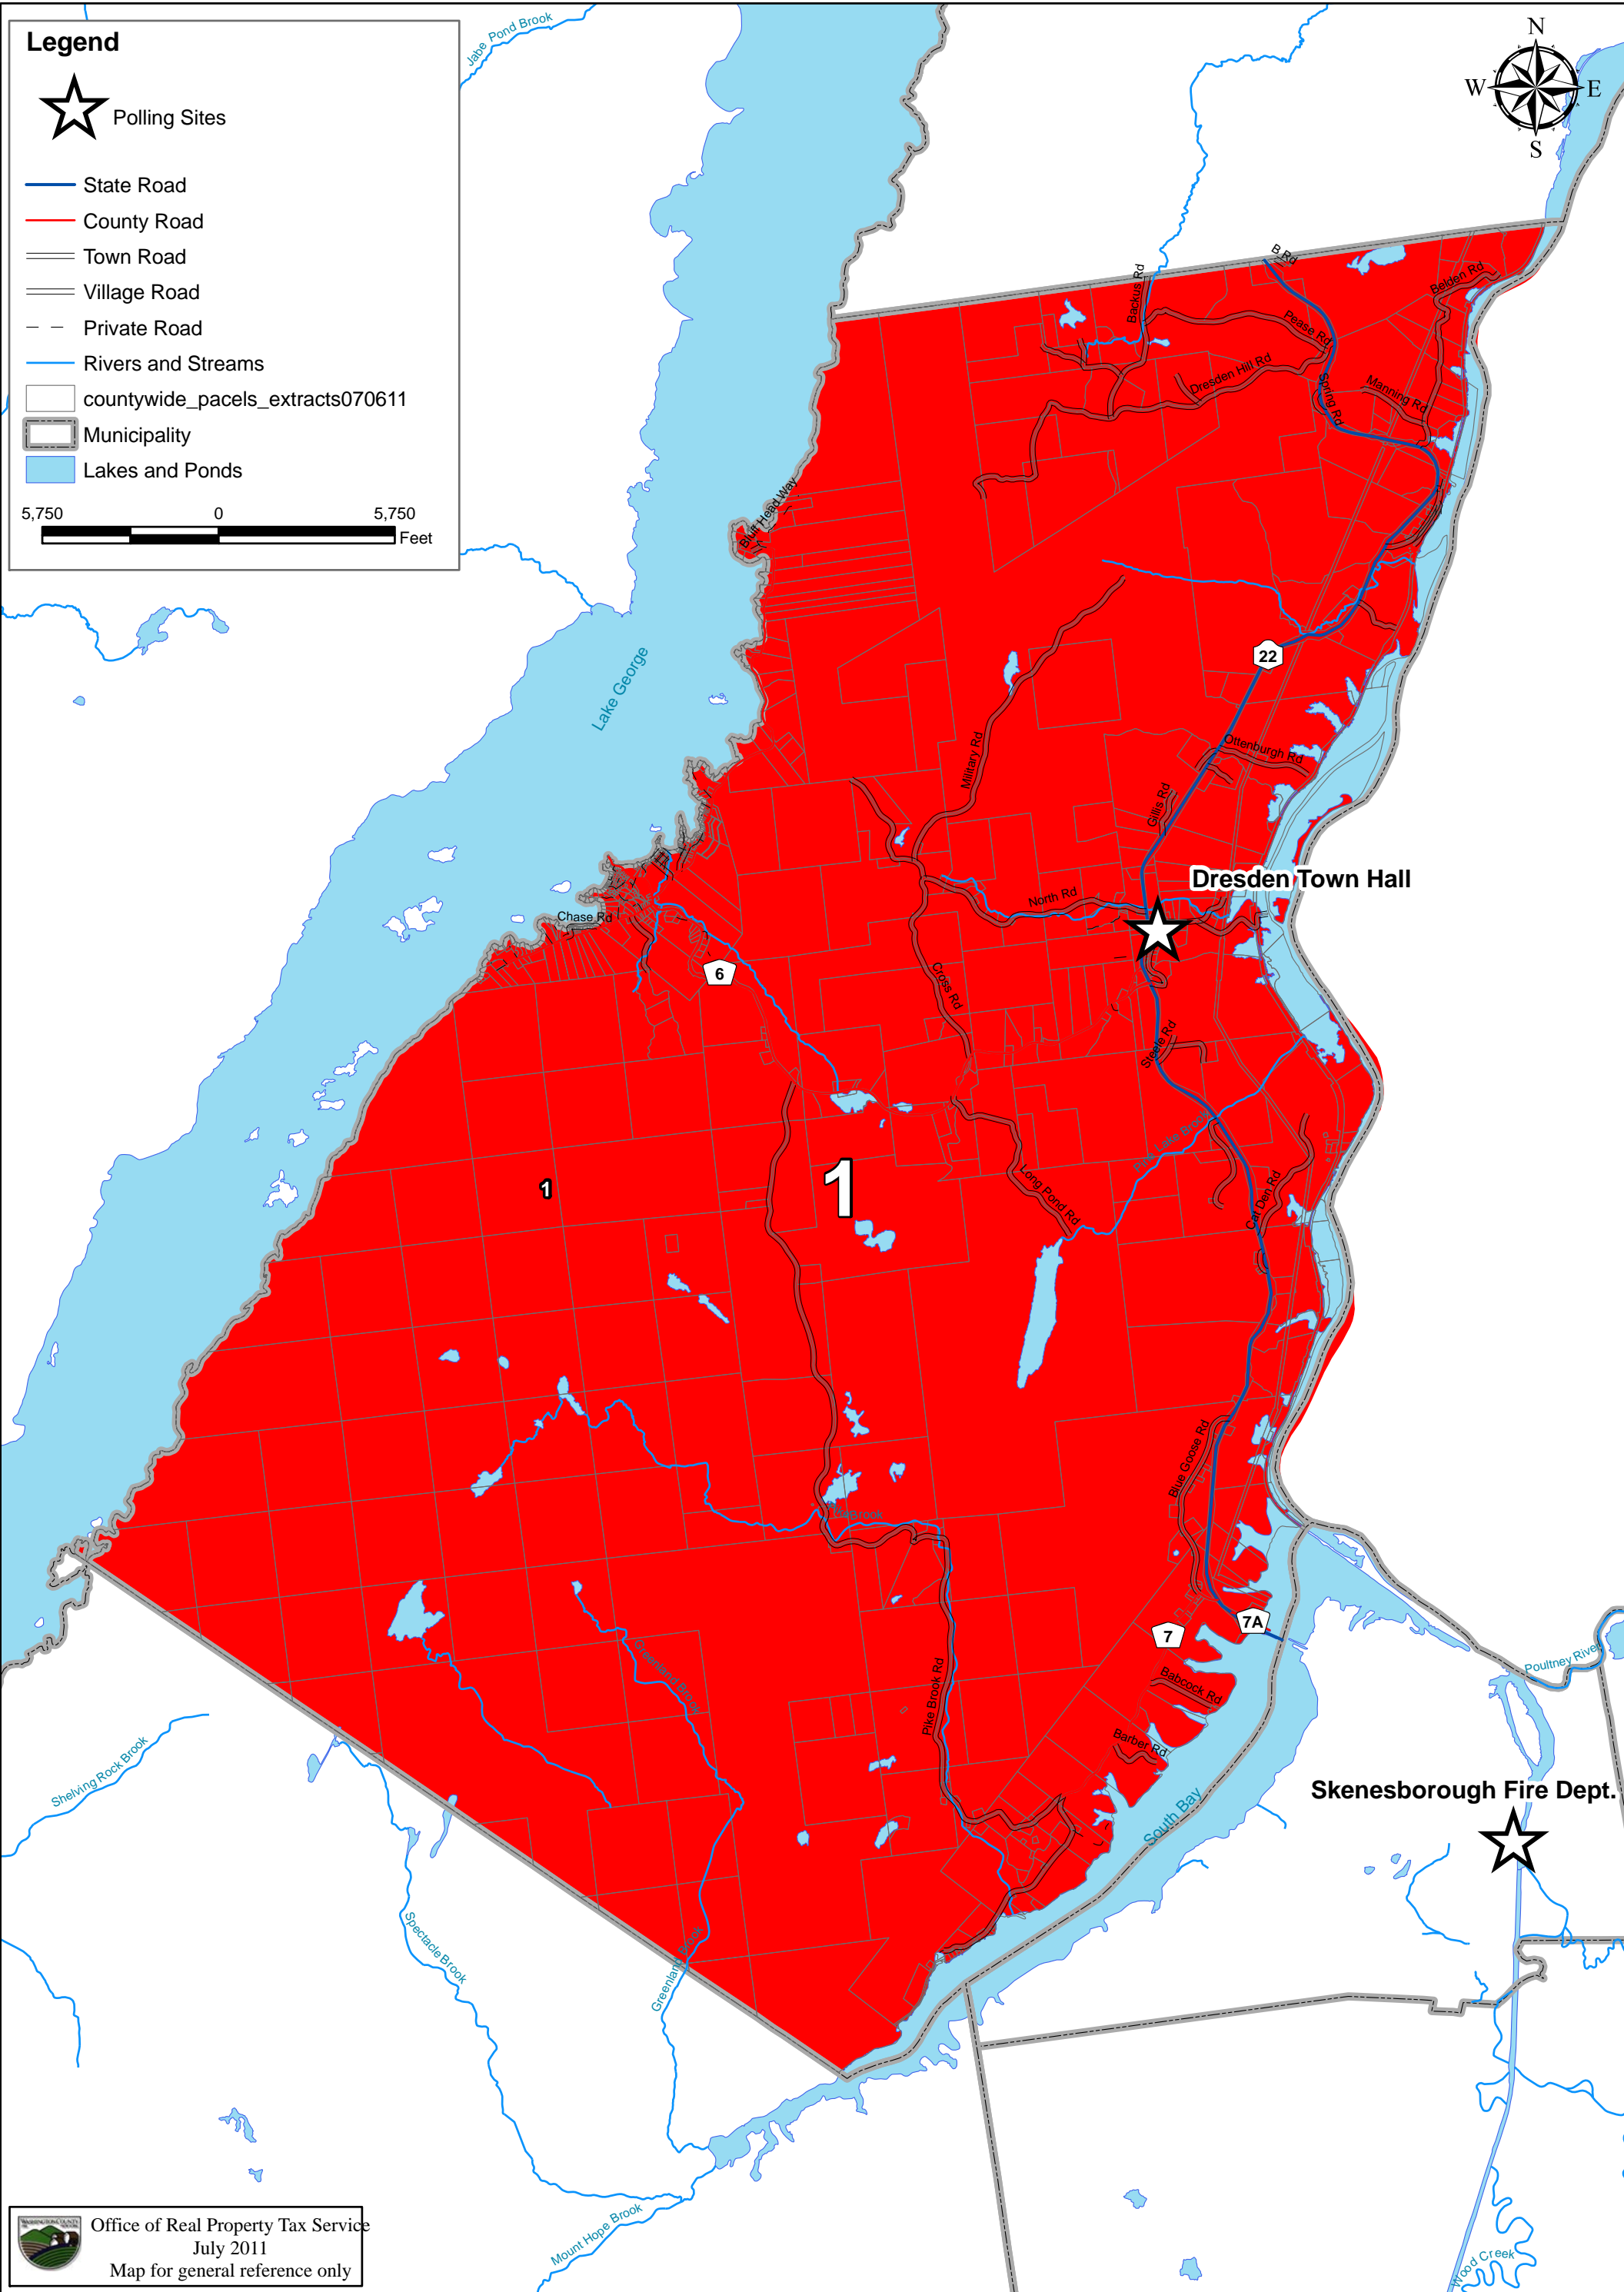 Legend
Polling Sites
State Road
County Road
Town Road
Village Road
Private Road
Rivers and Streams
countywide_pacels_extracts070611
Municipality
Lakes and Ponds
5,750 0 5,750
Feet
Jabe Pond Brook
N
W E
S
B Rd
Backus Rd
Belden Rd
Pease Rd
Dresden Hill Rd
Spring Rd
Manning Rd
Bluff Head Way
Lake George
22
Military Rd
Ottenburgh Rd
Gillis Rd
Dresden Town Hall
North Rd
Chase Rd
6
Cross Rd
Steele Rd
Pine Lake Brook
1
1
Long Pond Rd
Cat Den Rd
Blue Goose Rd
Brook
7A
7
Greenland Brook
Babcock Rd
Pike Brook Rd
Barber Rd
Poultney River
Shelving Rock Brook
South Bay
Skenesborough Fire Dept.
Spectacle Brook
Greenland Brook
Mount Hope Brook
Wood Creek
Office of Real Property Tax Service
July 2011
Map for general reference only